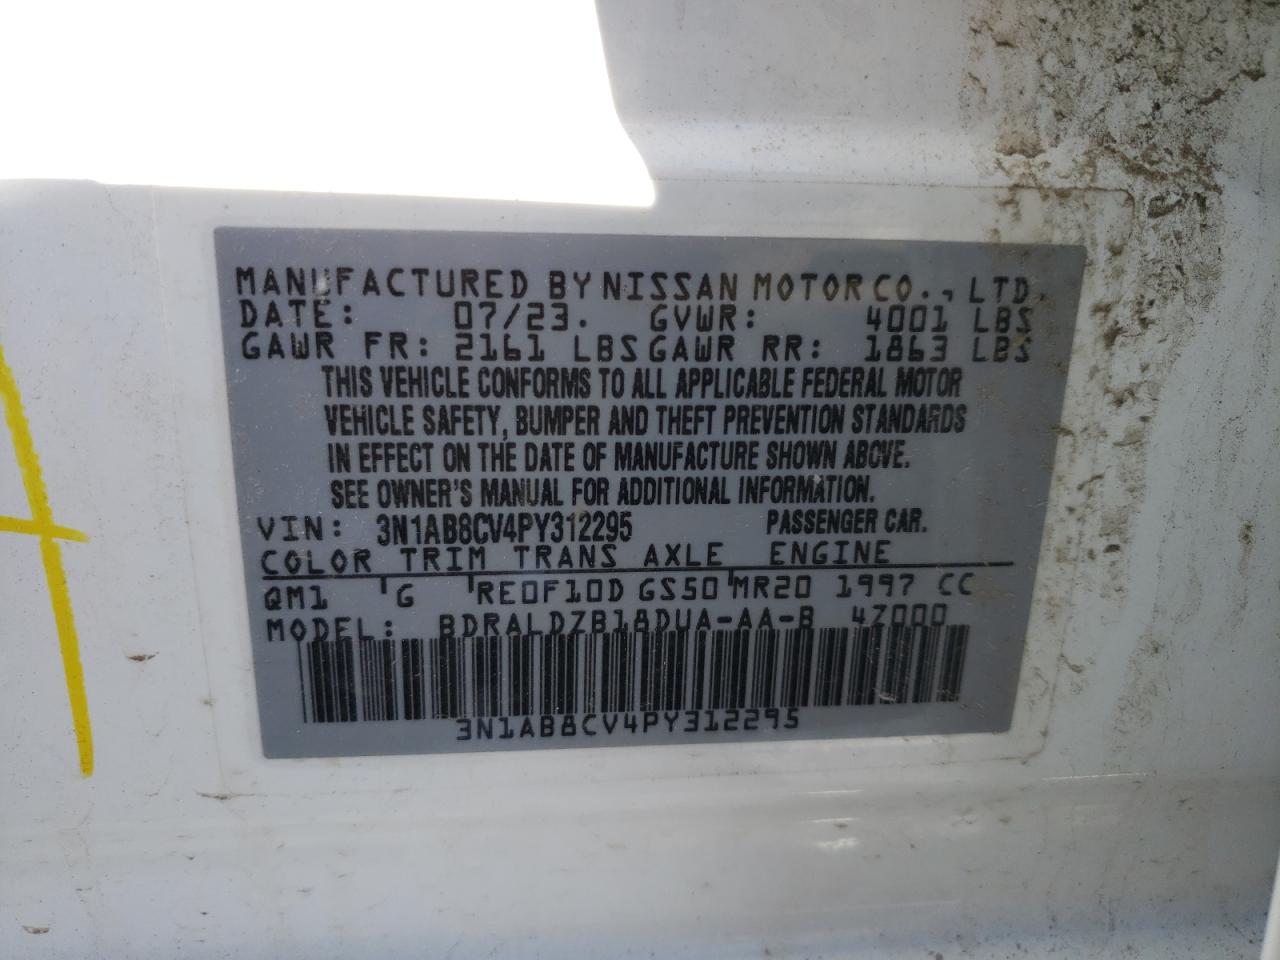 MANUFACTURED BY NISSAN MOTOR CO., LTD.
DATE: 07/23. GVWR: 4001 LBS
GAWR FR: 2161 LBS GAWR RR: 1863 LBS
THIS VEHICLE CONFORMS TO ALL APPLICABLE FEDERAL MOTOR
VEHICLE SAFETY, BUMPER AND THEFT PREVENTION STANDARDS
IN EFFECT ON THE DATE OF MANUFACTURE SHOWN ABOVE.
SEE OWNER'S MANUAL FOR ADDITIONAL INFORMATION.
VIN: 3N1AB8CV4PY312295 PASSENGER CAR.
COLOR TRIM TRANS AXLE ENGINE
QM1 G RE0F10D GS50 MR20 1997 CC
MODEL: BDRALDZB18DUA-AA-B 4Z000
3N1AB8CV4PY312295